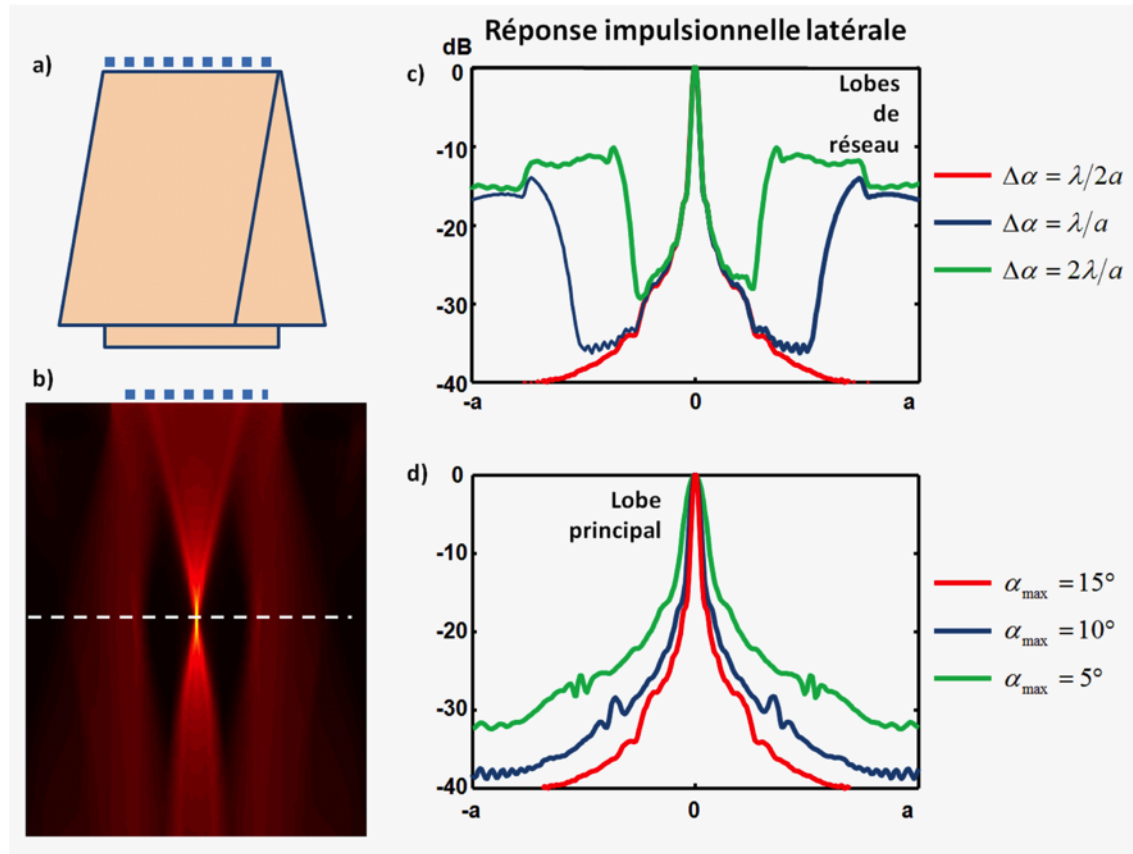 Réponse impulsionnelle latérale
a)
b)
c)
dB
0
-10
-20
-30
-40
-a
0
a
Lobes
de
réseau
Δα = λ/2a
Δα = λ/a
Δα = 2λ/a
d)
0
-10
-20
-30
-40
-a
0
a
Lobe
principal
α_max = 15°
α_max = 10°
α_max = 5°